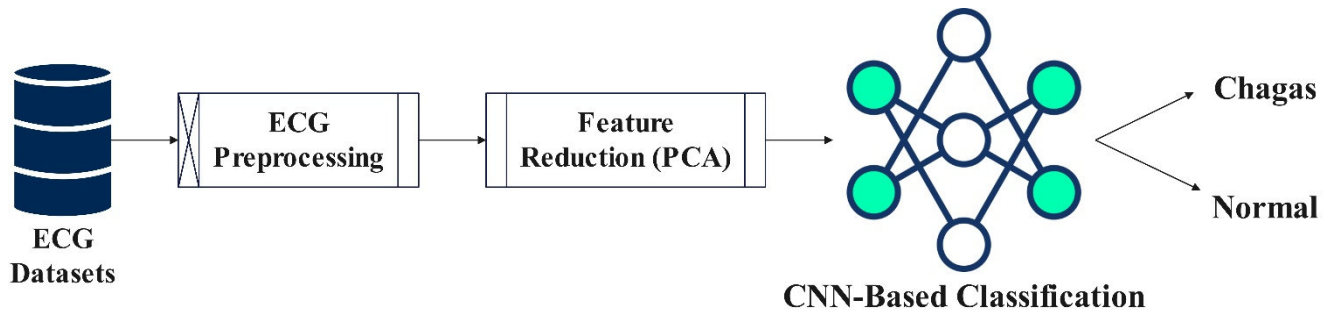 ECG
Datasets
ECG
Preprocessing
Feature
Reduction (PCA)
CNN-Based Classification
Chagas
Normal